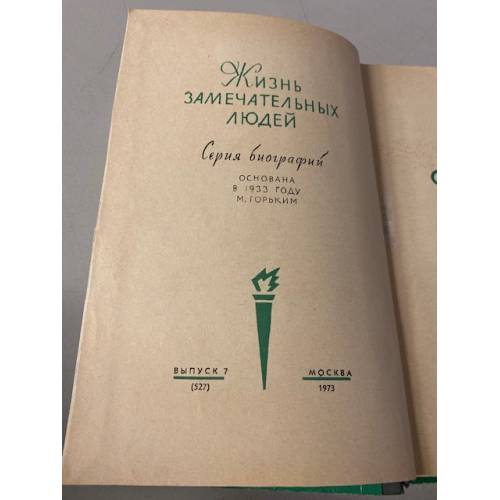 Жизнь
ЗАМЕЧАТЕЛЬНЫХ
ЛЮДЕЙ
Серия биографий
ОСНОВАНА
В 1933 ГОДУ
М. ГОРЬКИМ
ВЫПУСК 7
(527)
МОСКВА
1973